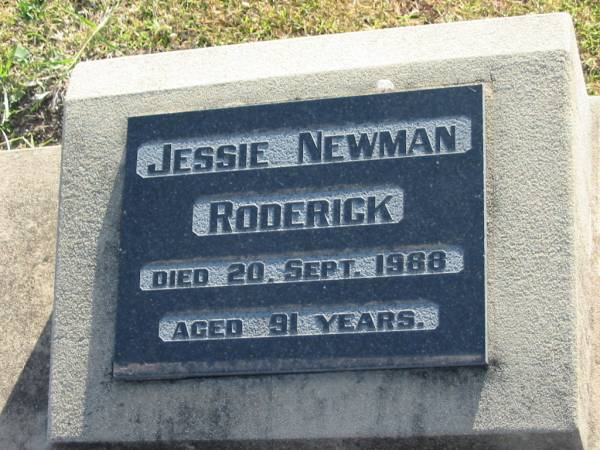 JESSIE NEWMAN
RODERICK
DIED 20. SEPT. 1988
AGED 91 YEARS.